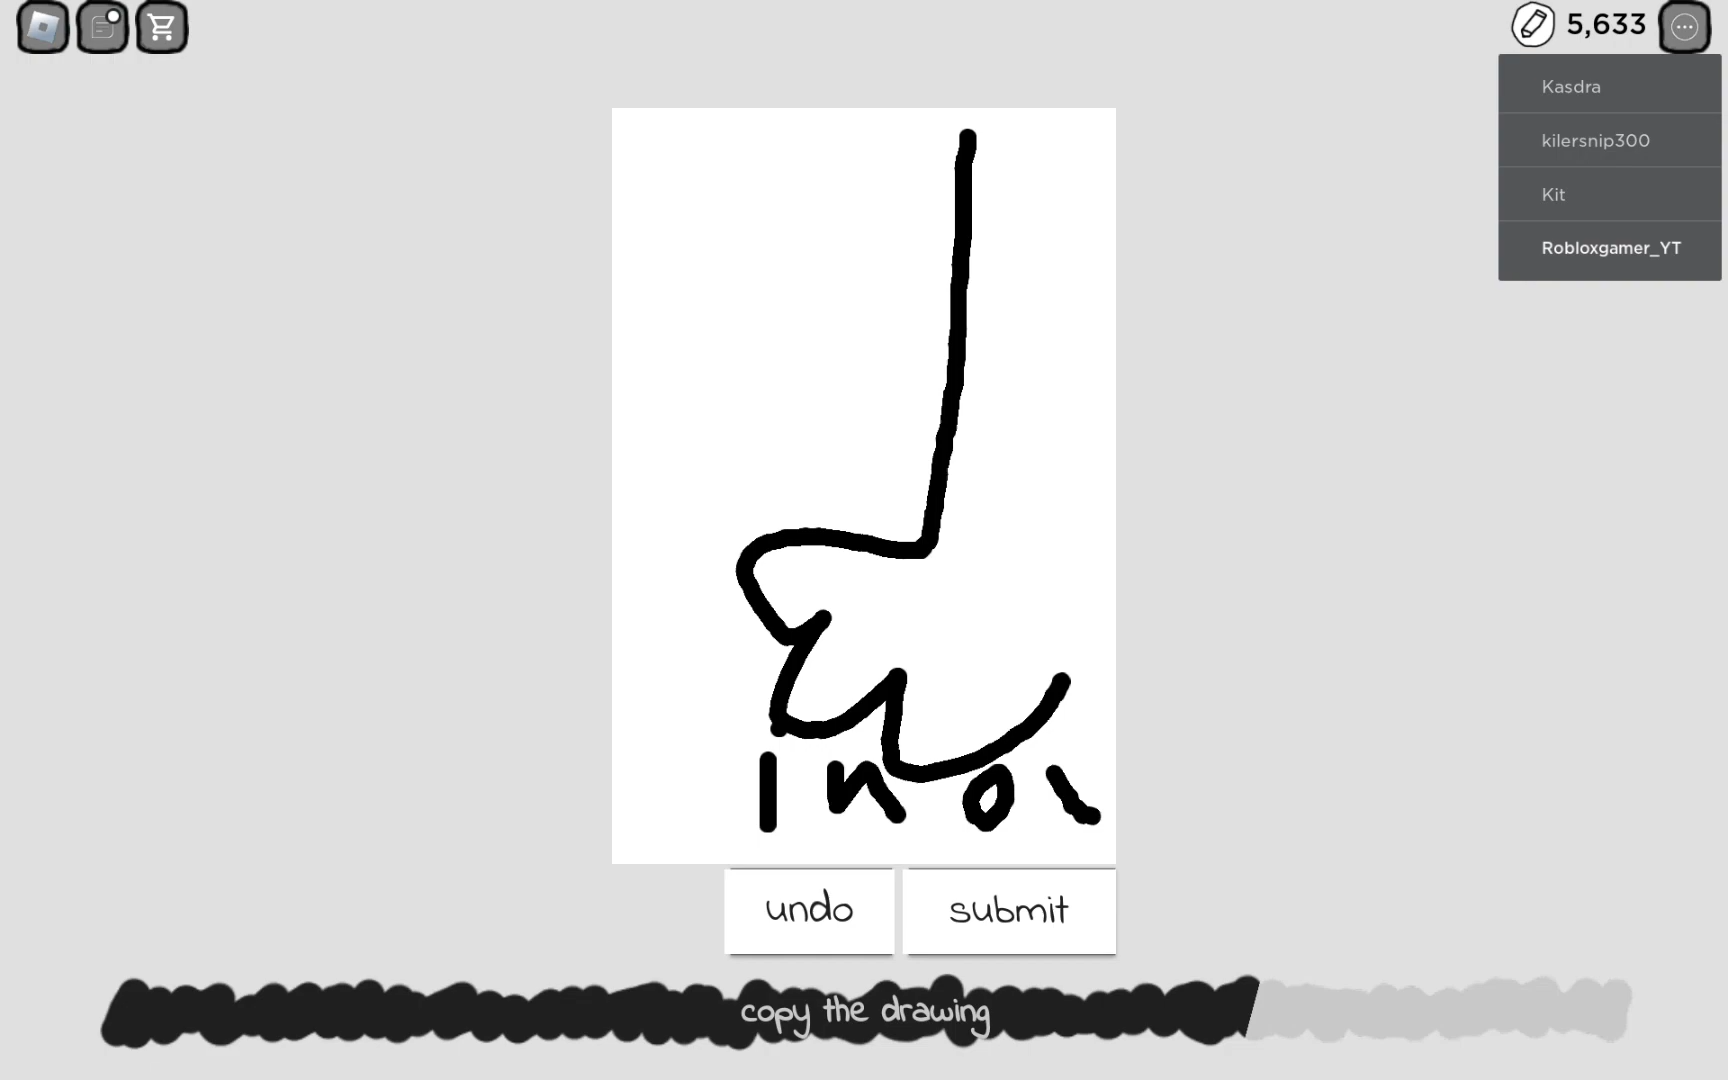 5,633
Kasdra
kilersnip300
Kit
Robloxgamer_YT
undo
submit
copy the drawing